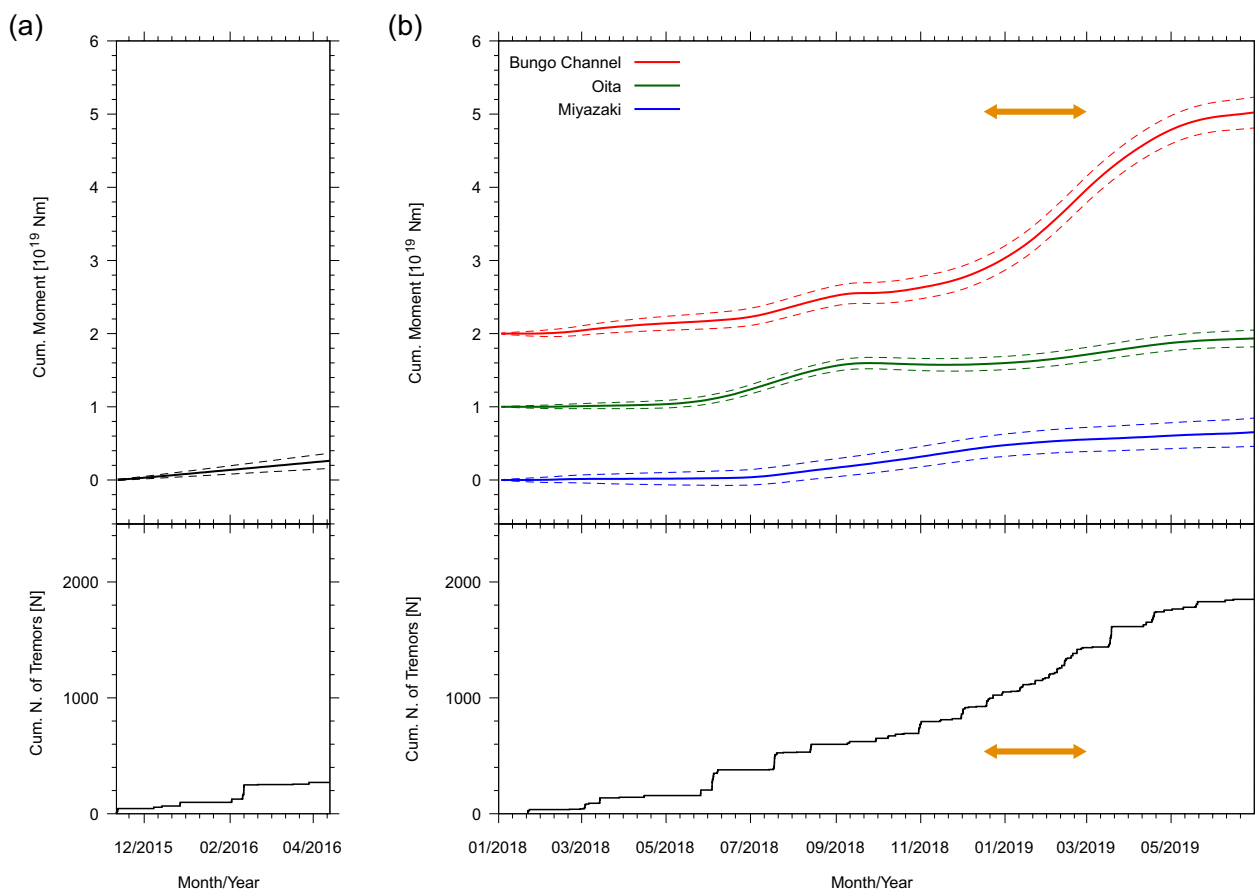 (a)
(b)
6
5
4
3
2
1
0
Cum. Moment [10¹⁹ Nm]
6
5
4
3
2
1
0
Cum. Moment [10¹⁹ Nm]
Bungo Channel
Oita
Miyazaki
2000
1000
0
Cum. N. of Tremors [N]
12/2015 02/2016 04/2016
Month/Year
2000
1000
0
Cum. N. of Tremors [N]
01/2018 03/2018 05/2018 07/2018 09/2018 11/2018 01/2019 03/2019 05/2019
Month/Year